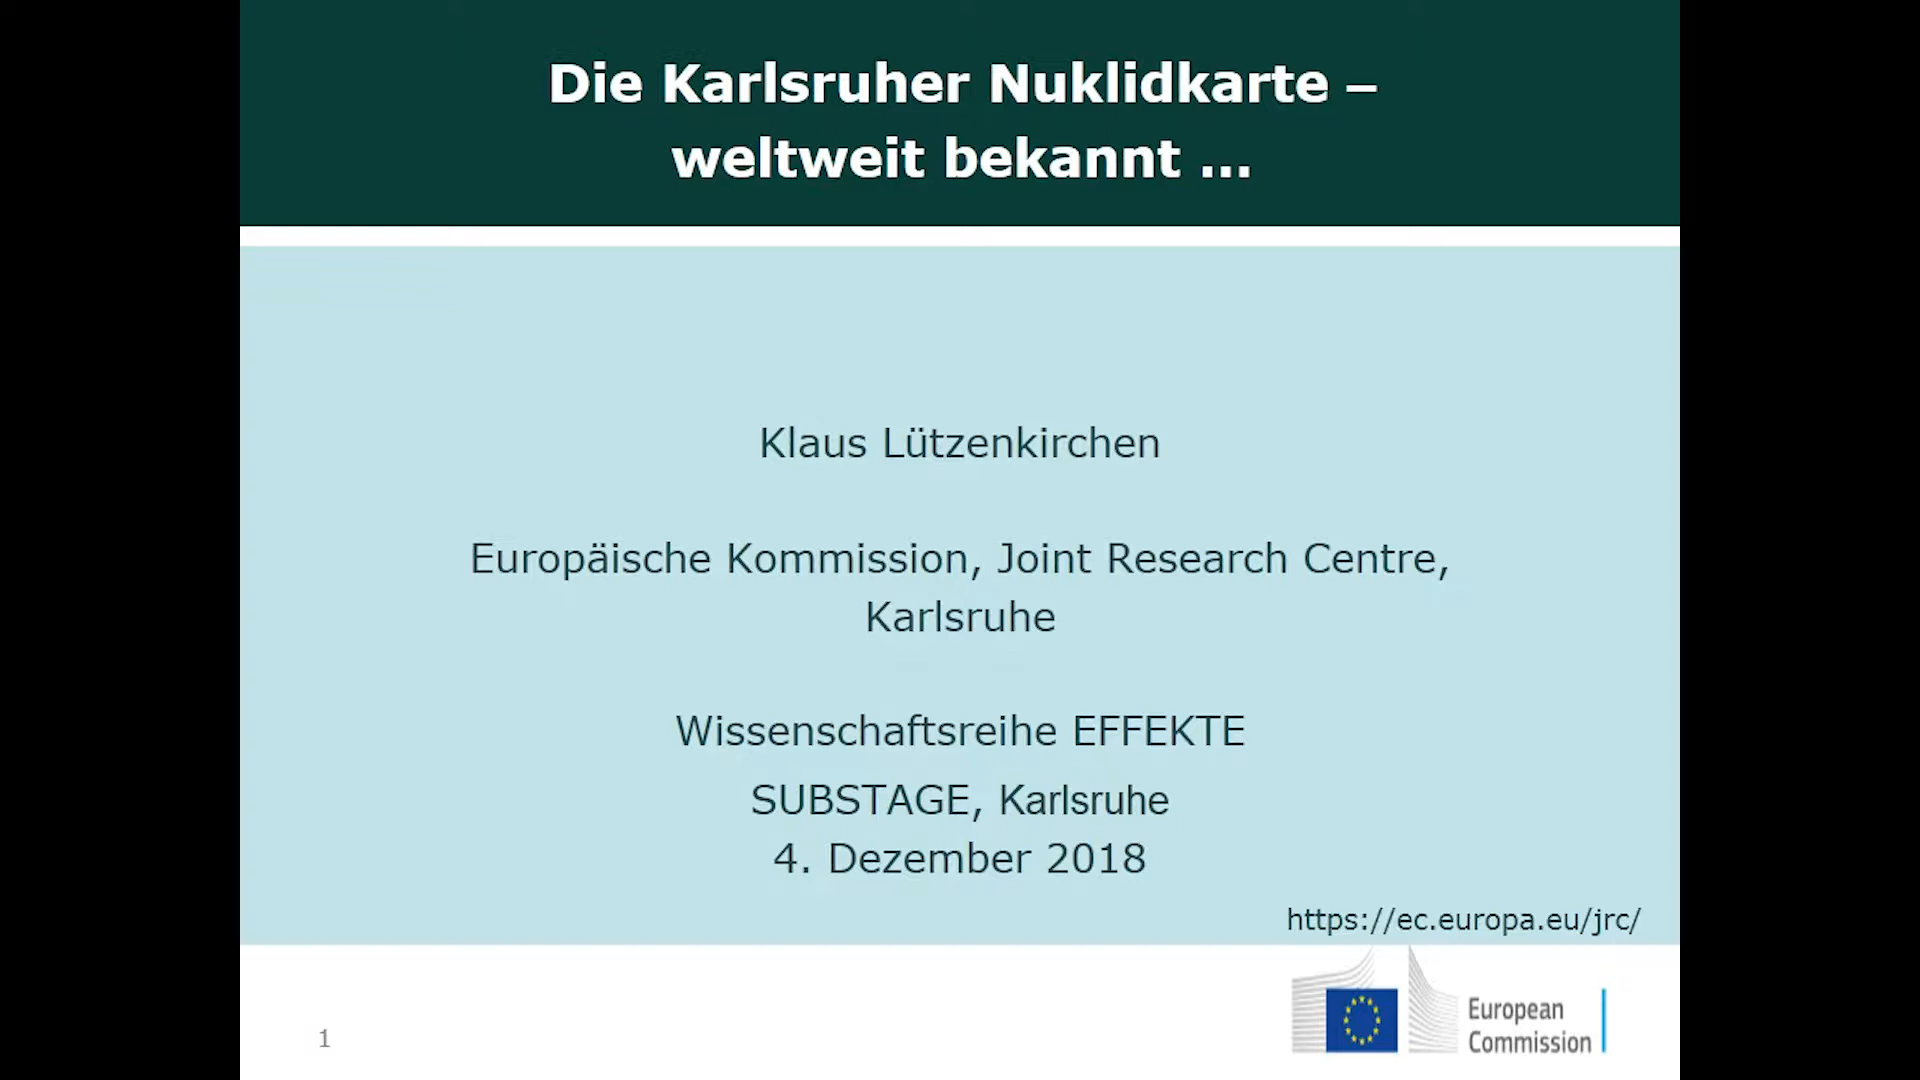 Die Karlsruher Nuklidkarte –
weltweit bekannt ...
Klaus Lützenkirchen
Europäische Kommission, Joint Research Centre,
Karlsruhe
Wissenschaftsreihe EFFEKTE
SUBSTAGE, Karlsruhe
4. Dezember 2018
https://ec.europa.eu/jrc/
European
Commission
1